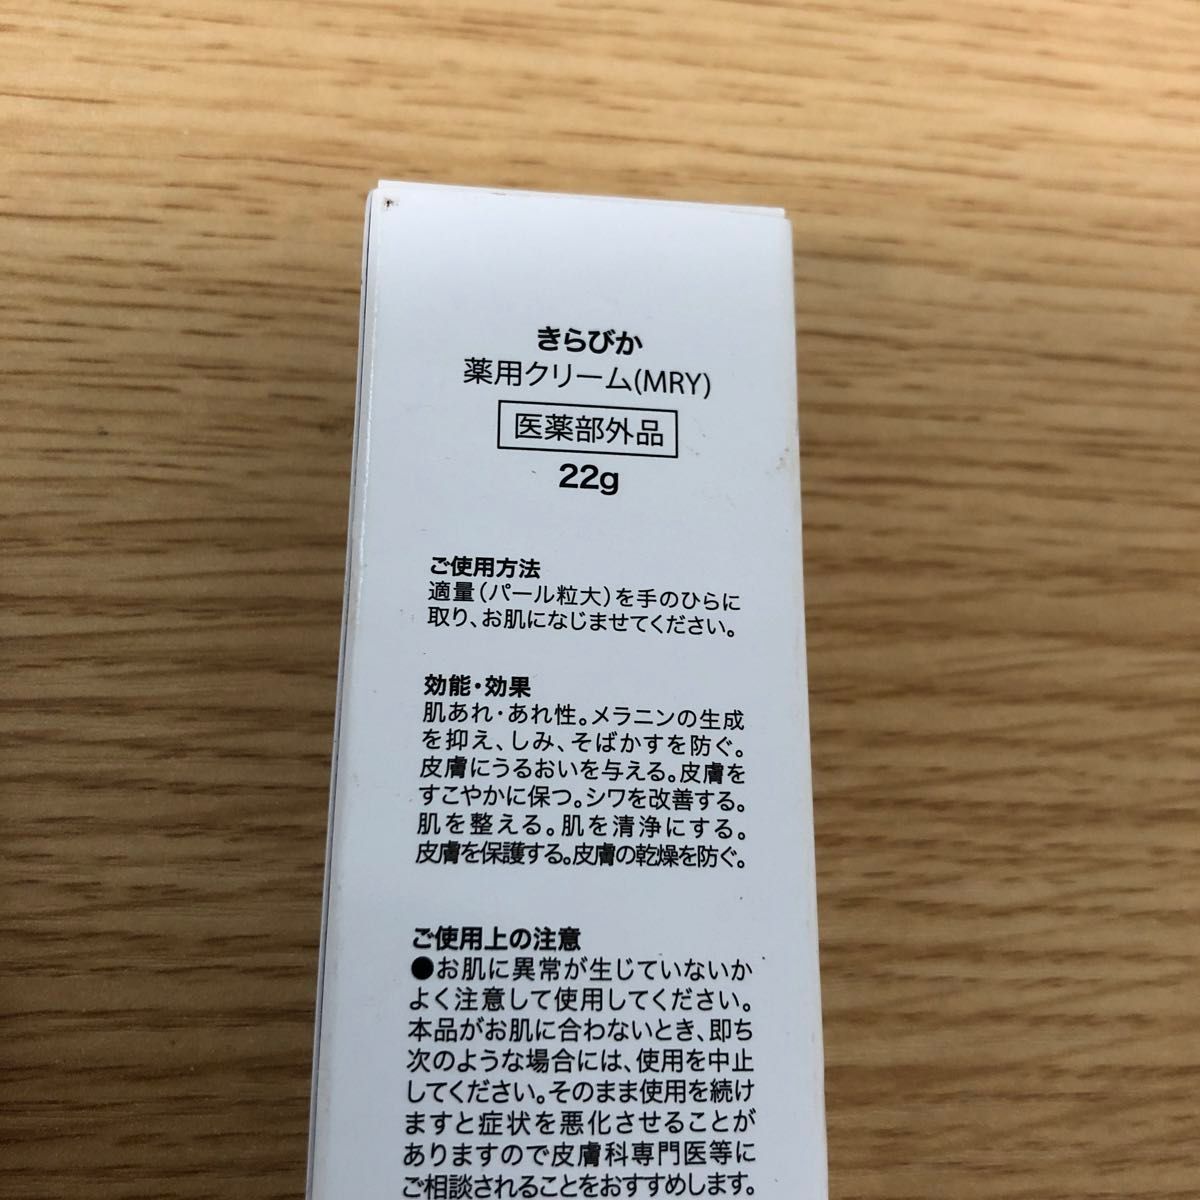 きらびか
薬用クリーム(MRY)
医薬部外品
22g
ご使用方法
適量(パール粒大)を手のひらに
取り、お肌になじませてください。
効能・効果
肌あれ・あれ性。メラニンの生成
を抑え、しみ、そばかすを防ぐ。
皮膚にうるおいを与える。皮膚を
すこやかに保つ。シワを改善する。
肌を整える。肌を清浄にする。
皮膚を保護する。皮膚の乾燥を防ぐ。
ご使用上の注意
●お肌に異常が生じていないか
よく注意して使用してください。
本品がお肌に合わないとき、即ち
次のような場合には、使用を中止
してください。そのまま使用を続け
ますと症状を悪化させることが
ありますので皮膚科専門医等に
ご相談されることをおすすめします。